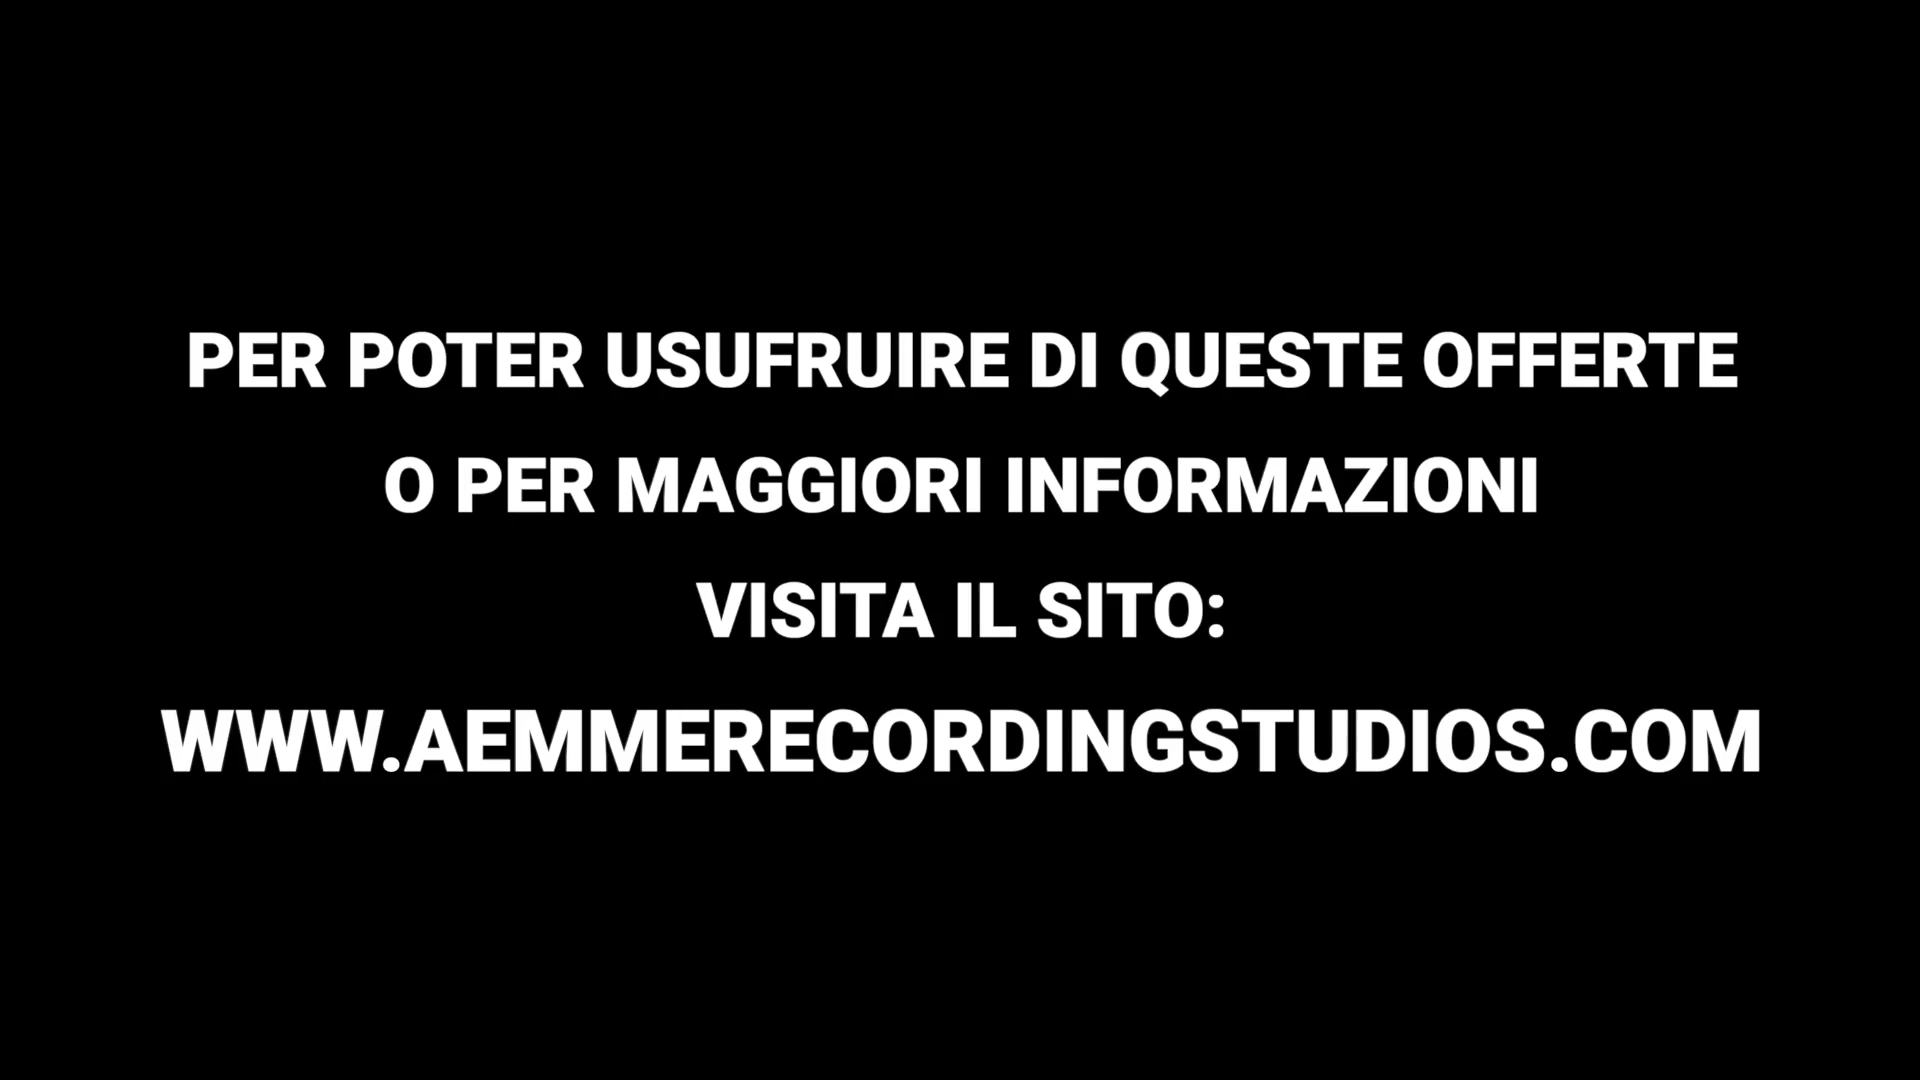 PER POTER USUFRUIRE DI QUESTE OFFERTE
O PER MAGGIORI INFORMAZIONI
VISITA IL SITO:
WWW.AEMMERECORDINGSTUDIOS.COM